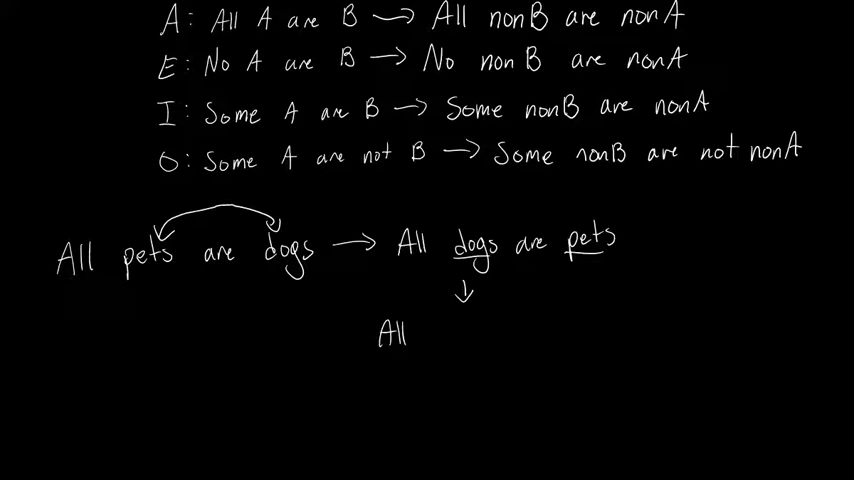 A: All A are B → All nonB are nonA
E: No A are B → No nonB are nonA
I: Some A are B → Some nonB are nonA
O: Some A are not B → Some nonB are not nonA
All pets are dogs → All dogs are pets
↓
All